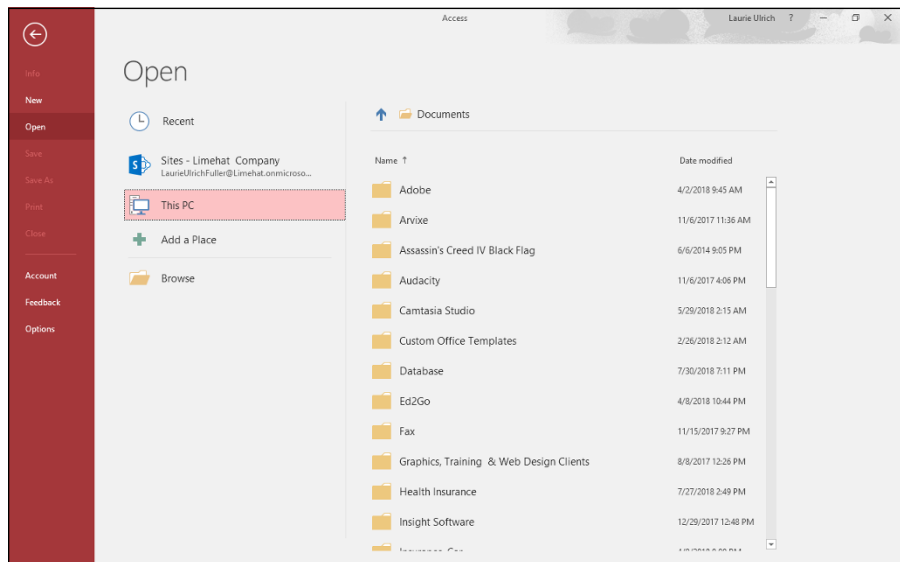 Access
Laurie Ulrich ?
Info
New
Open
Save
Save As
Print
Close
Account
Feedback
Options
Open
Recent
Sites - Limehat Company
LaurieUlrichFuller@Limehat.onmicroso...
This PC
Add a Place
Browse
Documents
Name ↑ Date modified
Adobe 4/2/2018 9:45 AM
Arvixe 11/6/2017 11:36 AM
Assassin's Creed IV Black Flag 6/6/2014 9:05 PM
Audacity 11/6/2017 4:06 PM
Camtasia Studio 5/29/2018 2:15 AM
Custom Office Templates 2/26/2018 2:12 AM
Database 7/30/2018 7:11 PM
Ed2Go 4/8/2018 10:44 PM
Fax 11/15/2017 9:27 PM
Graphics, Training & Web Design Clients 8/8/2017 12:26 PM
Health Insurance 7/27/2018 2:49 PM
Insight Software 12/29/2017 12:48 PM